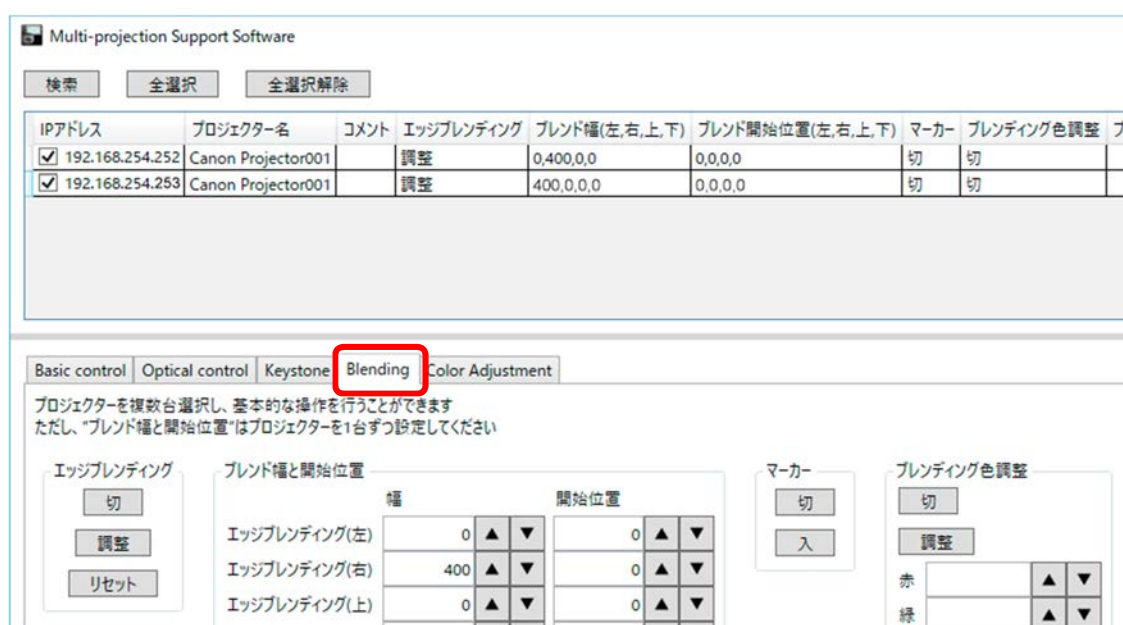 Multi-projection Support Software
検索 全選択 全選択解除
IPアドレス プロジェクター名 コメント エッジブレンディング ブレンド幅(左,右,上,下) ブレンド開始位置(左,右,上,下) マーカー ブレンディング色調整
192.168.254.252 Canon Projector001 調整 0,400,0,0 0,0,0,0 切 切
192.168.254.253 Canon Projector001 調整 400,0,0,0 0,0,0,0 切 切
Basic control Optical control Keystone Blending Color Adjustment
プロジェクターを複数台選択し、基本的な操作を行うことができます
ただし、"ブレンド幅と開始位置"はプロジェクターを1台ずつ設定してください
エッジブレンディング
切
調整
リセット
ブレンド幅と開始位置
幅 開始位置
エッジブレンディング(左) 0 ▲ ▼ 0 ▲ ▼
エッジブレンディング(右) 400 ▲ ▼ 0 ▲ ▼
エッジブレンディング(上) 0 ▲ ▼ 0 ▲ ▼
マーカー
切
入
ブレンディング色調整
切
調整
赤 ▲ ▼
緑 ▲ ▼